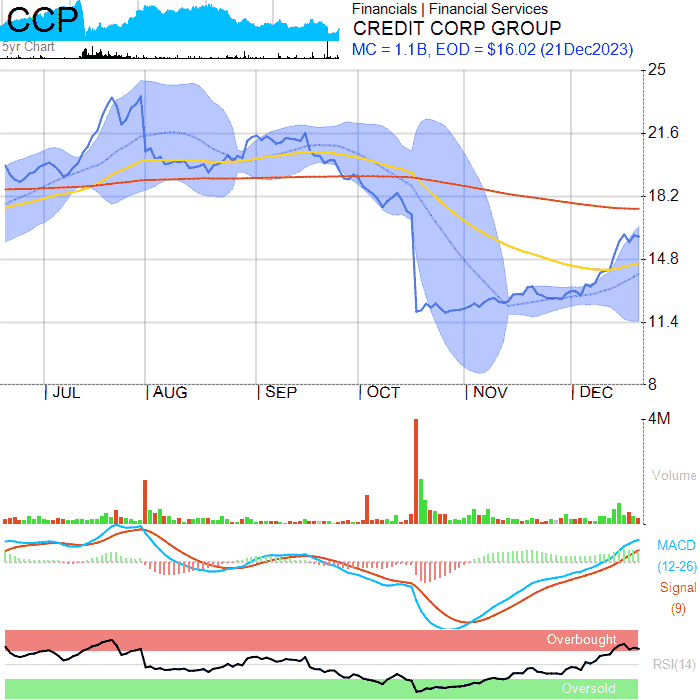 CCP
Financials | Financial Services
CREDIT CORP GROUP
5yr Chart
MC = 1.1B, EOD = $16.02 (21Dec2023)
25
21.6
18.2
14.8
11.4
8
JUL
AUG
SEP
OCT
NOV
DEC
4M
Volume
MACD
(12-26)
Signal
(9)
Overbought
RSI(14)
Oversold